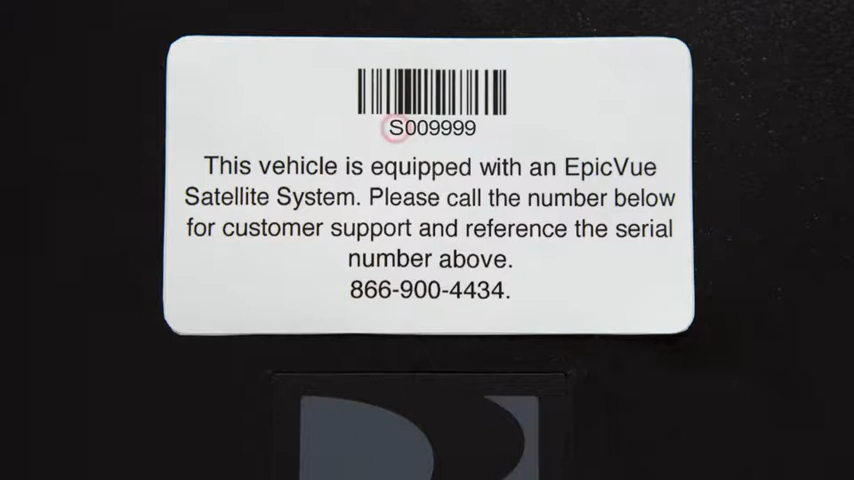 S009999
This vehicle is equipped with an EpicVue
Satellite System. Please call the number below
for customer support and reference the serial
number above.
866-900-4434.